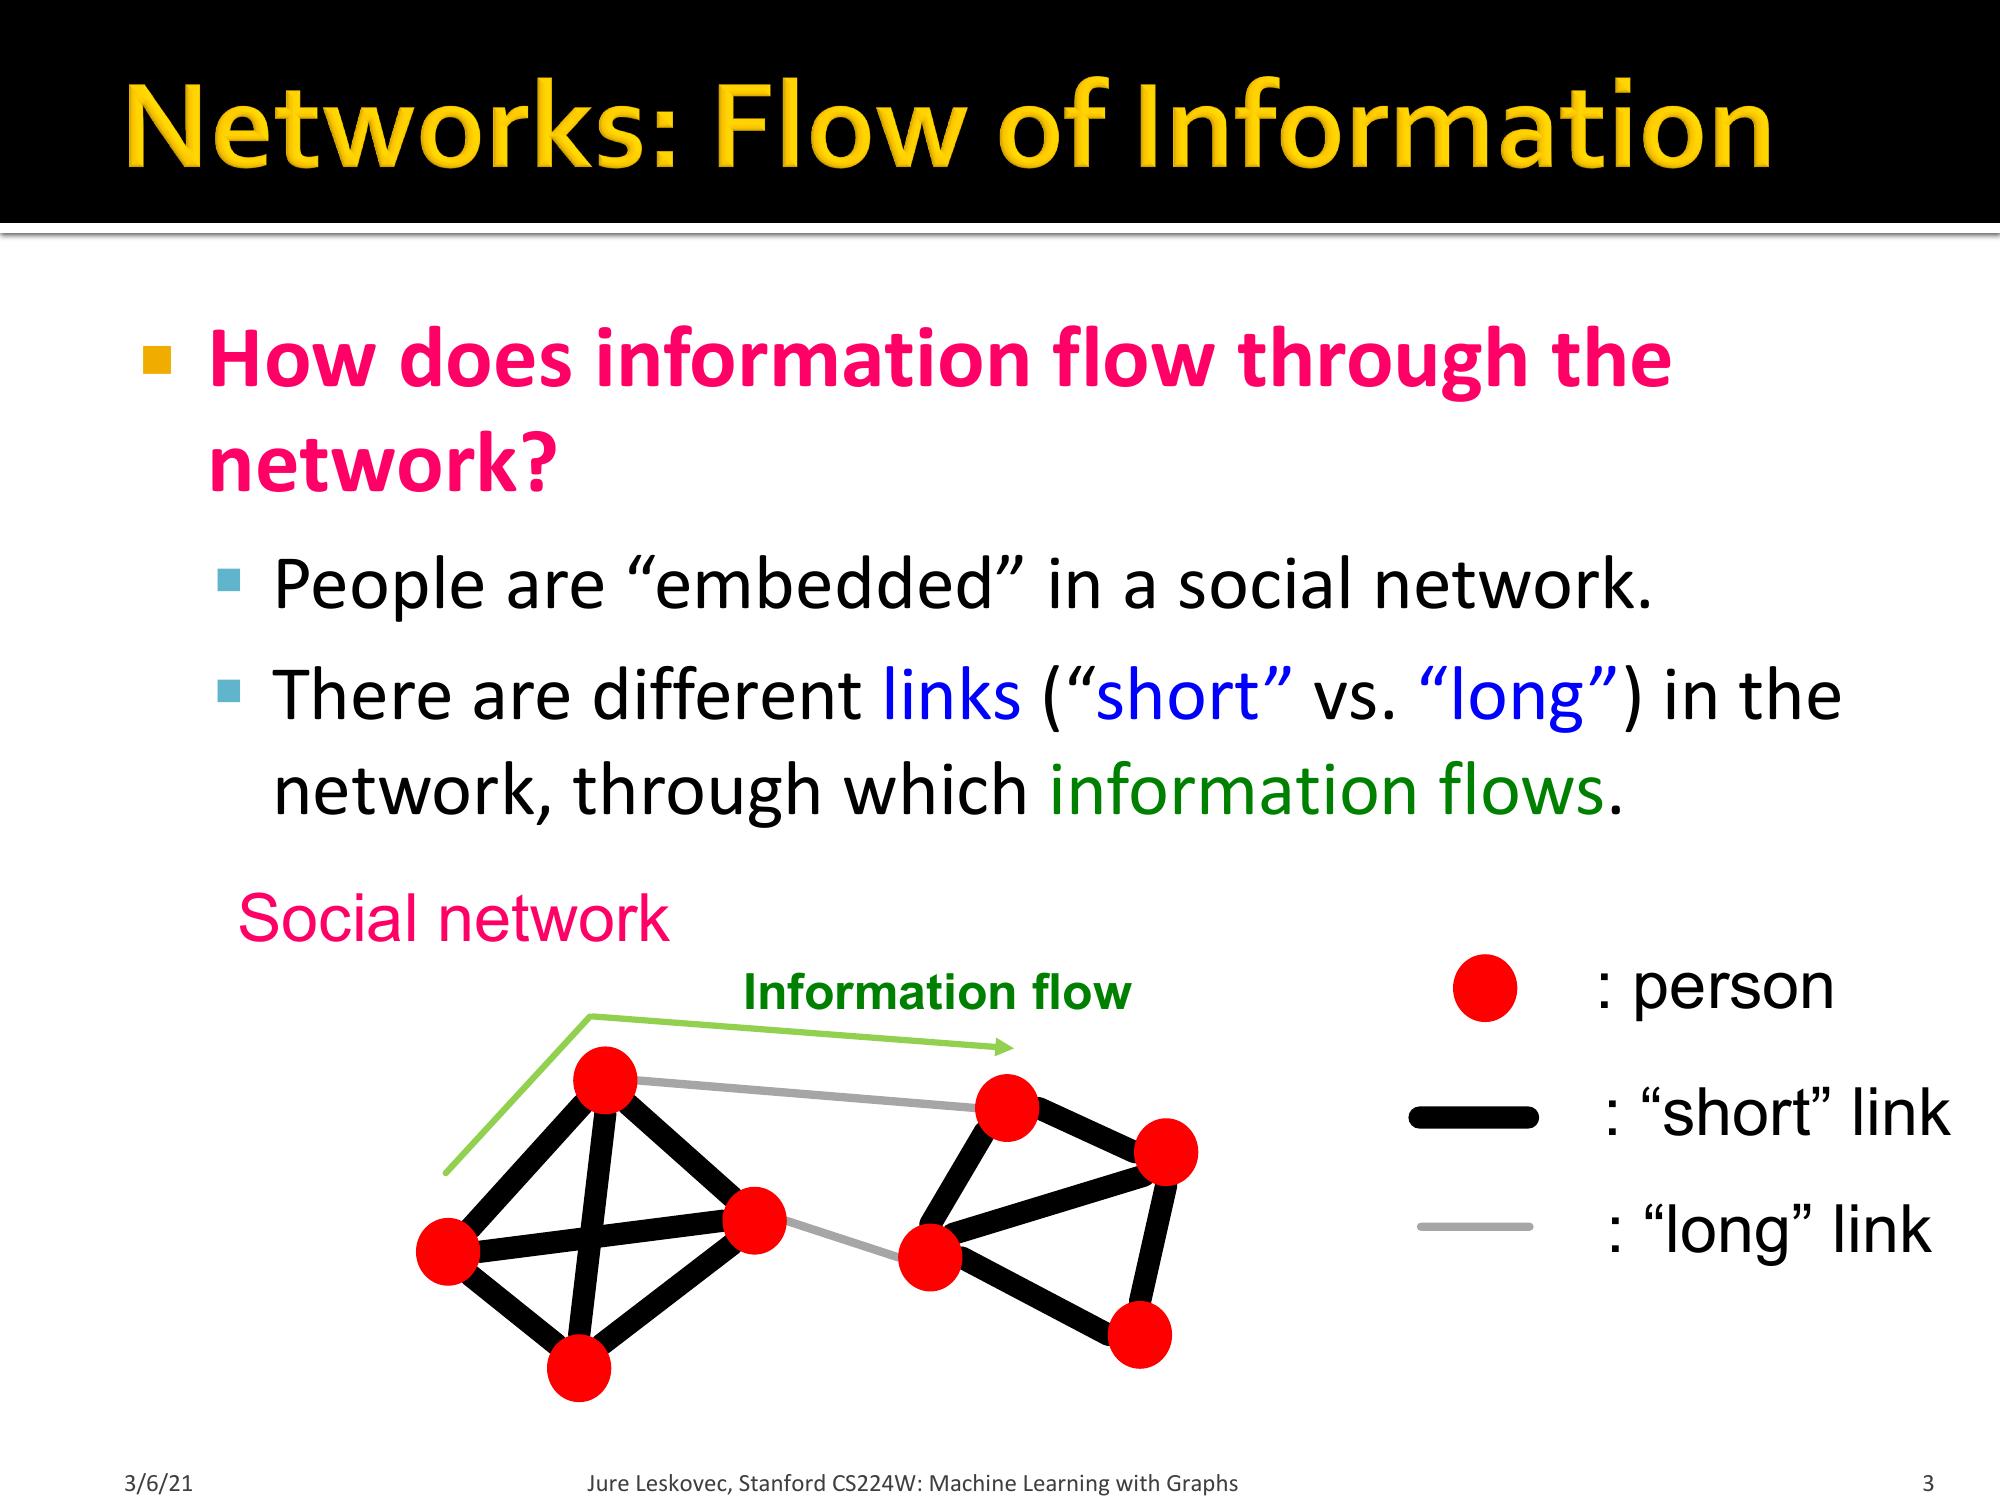 Networks: Flow of Information
How does information flow through the
network?
People are “embedded” in a social network.
There are different links (“short” vs. “long”) in the
network, through which information flows.
Social network
Information flow
: person
: “short” link
: “long” link
3/6/21
Jure Leskovec, Stanford CS224W: Machine Learning with Graphs
3